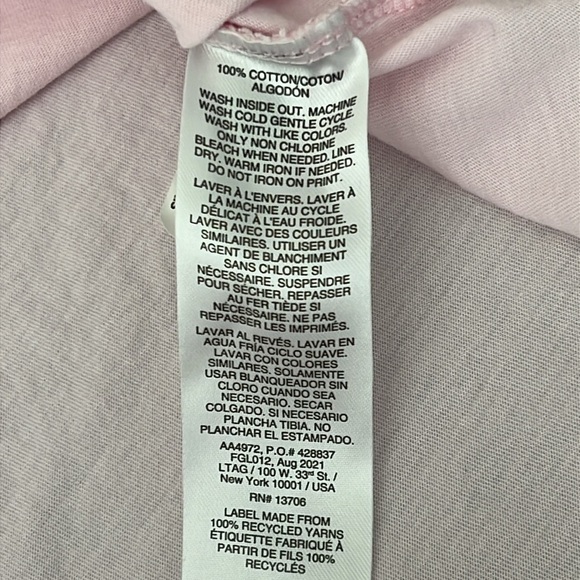 100% COTTON/COTON/
ALGODÓN
WASH INSIDE OUT. MACHINE
WASH COLD GENTLE CYCLE.
WASH WITH LIKE COLORS.
ONLY NON CHLORINE
BLEACH WHEN NEEDED. LINE
DRY. WARM IRON IF NEEDED.
DO NOT IRON ON PRINT.
LAVER À L'ENVERS. LAVER À
LA MACHINE AU CYCLE
DÉLICAT À L'EAU FROIDE.
LAVER AVEC DES COULEURS
SIMILAIRES. UTILISER UN
AGENT DE BLANCHIMENT
SANS CHLORE SI
NÉCESSAIRE. SUSPENDRE
POUR SÉCHER. REPASSER
AU FER TIÈDE SI
NÉCESSAIRE. NE PAS
REPASSER LES IMPRIMÉS.
LAVAR AL REVÉS. LAVAR EN
AGUA FRÍA CICLO SUAVE.
LAVAR CON COLORES
SIMILARES. SOLAMENTE
USAR BLANQUEADOR SIN
CLORO CUANDO SEA
NECESARIO. SECAR
COLGADO. SI NECESARIO
PLANCHA TIBIA. NO
PLANCHAR EL ESTAMPADO.
AA4972, P.O.# 428837
FGL012, Aug 2021
LTAG / 100 W. 33rd St. /
New York 10001 / USA
RN# 13706
LABEL MADE FROM
100% RECYCLED YARNS
ÉTIQUETTE FABRIQUÉ À
PARTIR DE FILS 100%
RECYCLÉS